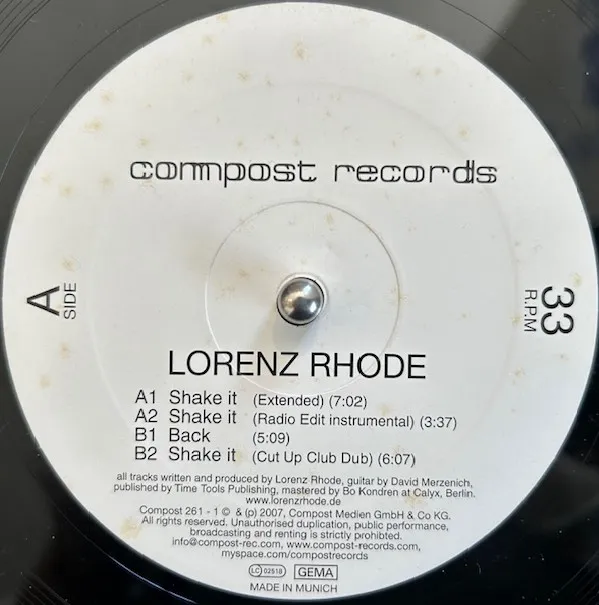 compost records
A
SIDE
33
R.P.M
LORENZ RHODE
A1 Shake it (Extended) (7:02)
A2 Shake it (Radio Edit instrumental) (3:37)
B1 Back (5:09)
B2 Shake it (Cut Up Club Dub) (6:07)
all tracks written and produced by Lorenz Rhode, guitar by David Merzenich,
published by Time Tools Publishing, mastered by Bo Kondren at Calyx, Berlin.
www.lorenzrhode.de
Compost 261 - 1 © & (p) 2007, Compost Medien GmbH & Co KG.
All rights reserved. Unauthorised duplication, public performance,
broadcasting and renting is strictly prohibited.
info@compost-rec.com, www.compost-records.com,
myspace.com/compostrecords
LC 02518 GEMA
MADE IN MUNICH